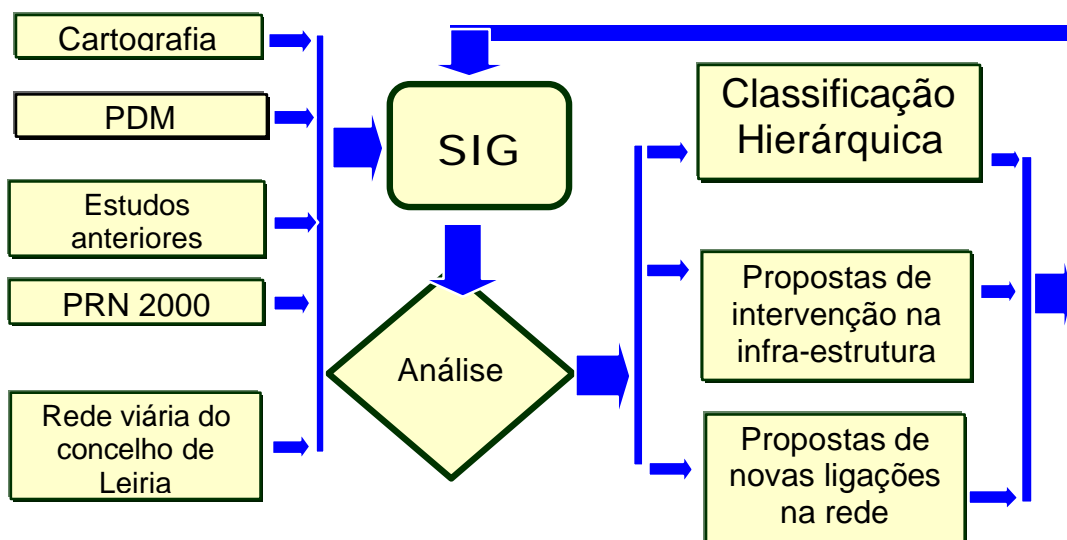 Cartografia
PDM
Estudos
anteriores
PRN 2000
Rede viária do
concelho de
Leiria
SIG
Análise
Classificação
Hierárquica
Propostas de
intervenção na
infra-estrutura
Propostas de
novas ligações
na rede